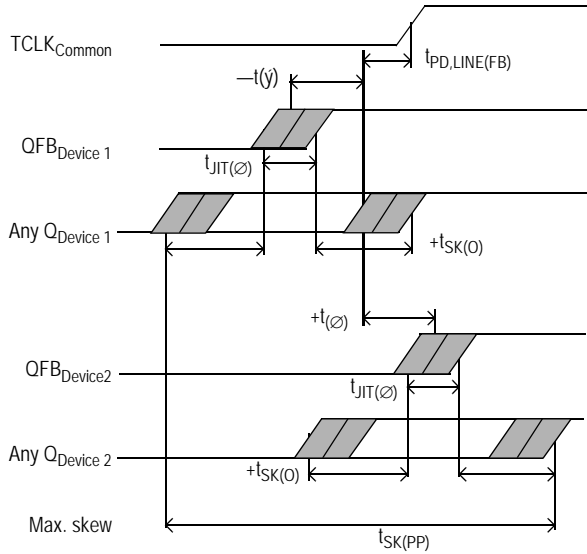 TCLKCommon
tPD,LINE(FB)
—t(ý)
QFBDevice 1
tJIT(∅)
Any QDevice 1
+tSK(O)
+t(∅)
QFBDevice2
tJIT(∅)
Any QDevice 2
+tSK(O)
Max. skew
tSK(PP)